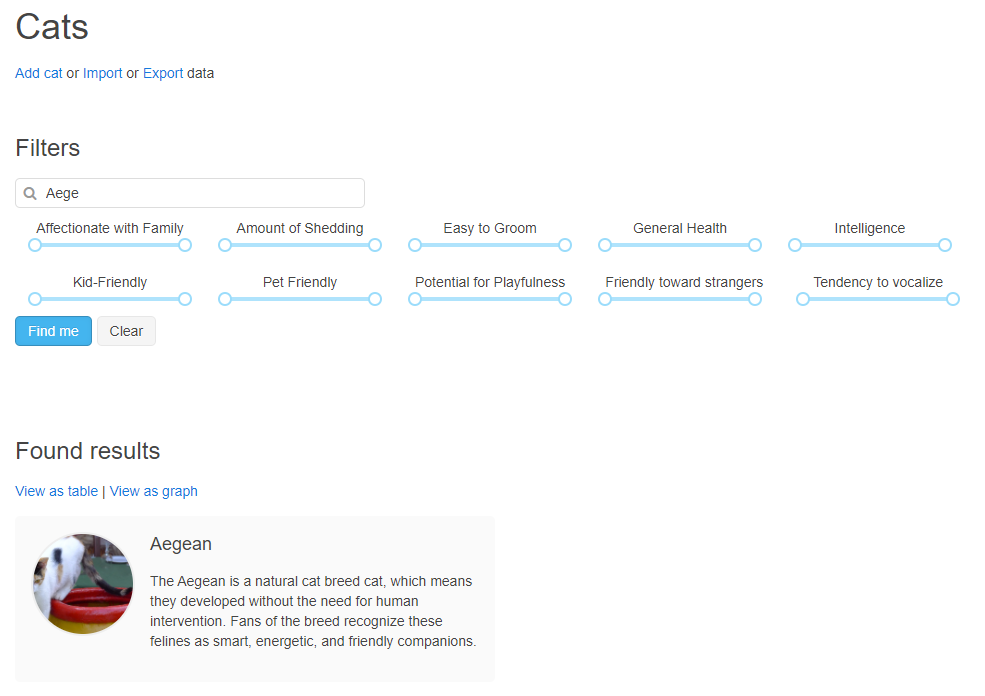 Cats
Add cat or Import or Export data
Filters
Aege
Affectionate with Family Amount of Shedding Easy to Groom General Health Intelligence
Kid-Friendly Pet Friendly Potential for Playfulness Friendly toward strangers Tendency to vocalize
Find me Clear
Found results
View as table | View as graph
Aegean
The Aegean is a natural cat breed cat, which means
they developed without the need for human
intervention. Fans of the breed recognize these
felines as smart, energetic, and friendly companions.